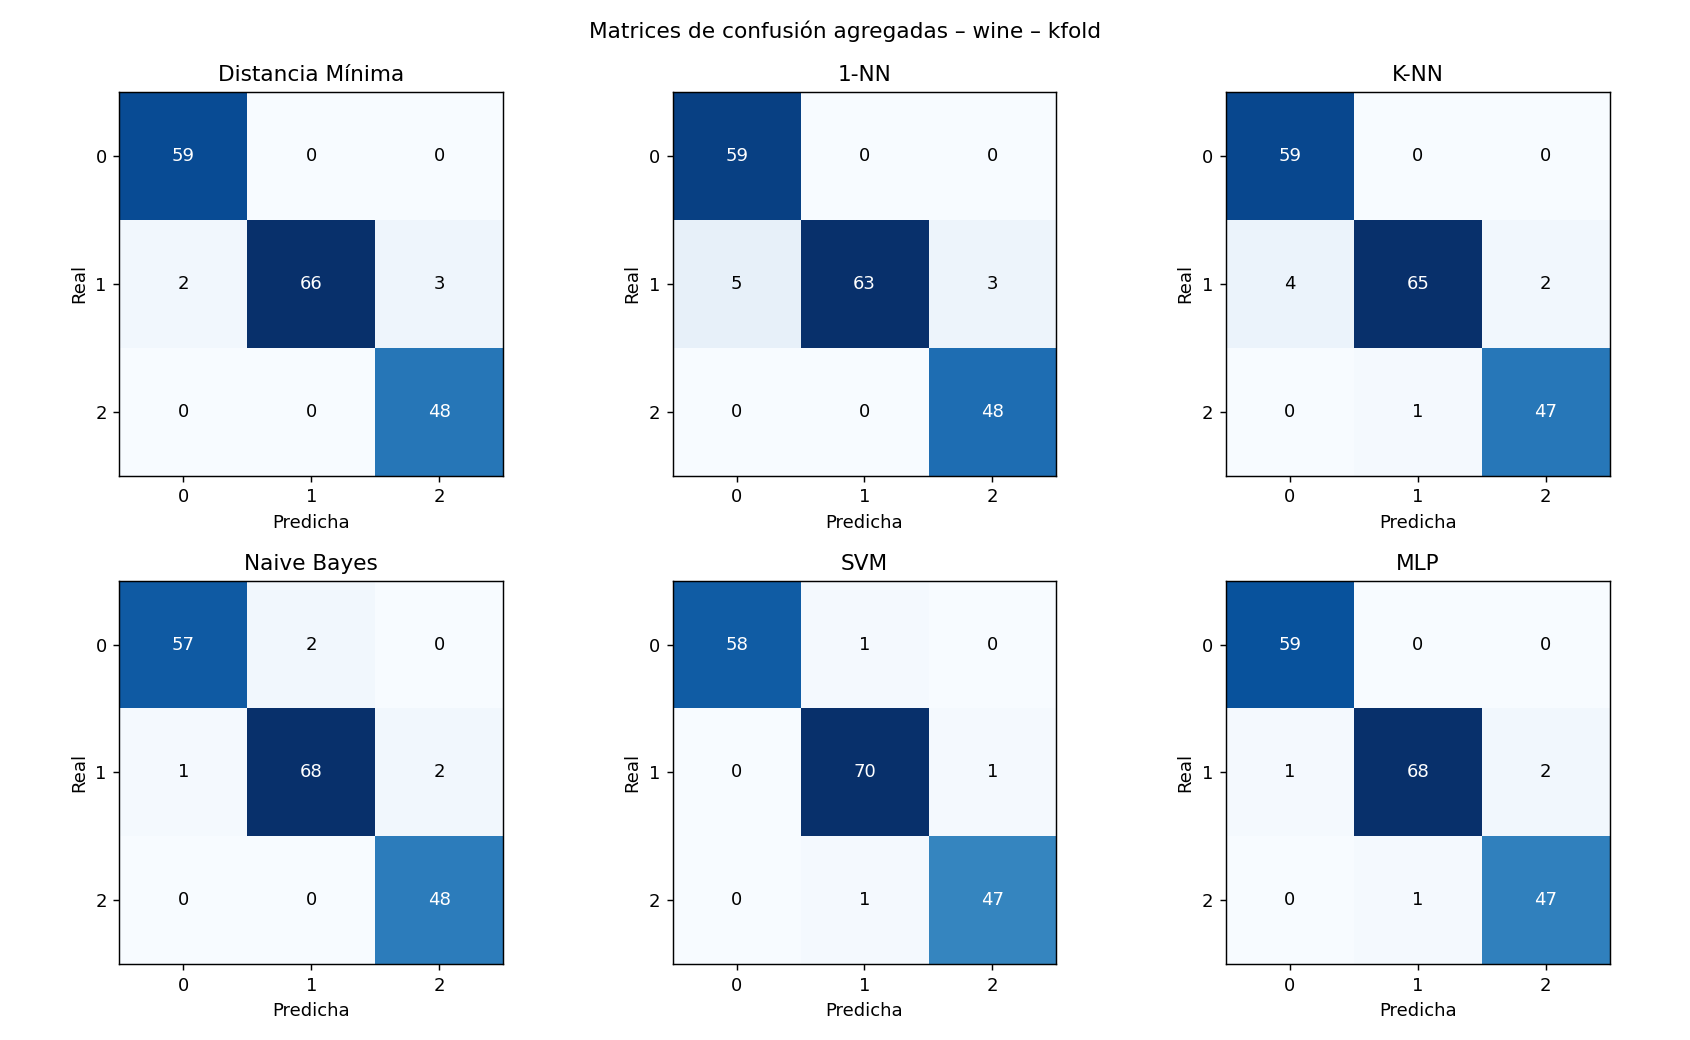 Matrices de confusión agregadas – wine – kfold
Distancia Mínima
0 59 0 0
Real 1 2 66 3
2 0 0 48
0 1 2
Predicha
1-NN
59 0 0
Real 5 63 3
0 0 48
0 1 2
Predicha
K-NN
0 59 0 0
Real 1 4 65 2
2 0 1 47
0 1 2
Predicha
Naive Bayes
0 57 2 0
Real 1 1 68 2
2 0 0 48
0 1 2
Predicha
SVM
0 58 1 0
Real 1 0 70 1
2 0 1 47
0 1 2
Predicha
MLP
0 59 0 0
Real 1 1 68 2
2 0 1 47
0 1 2
Predicha